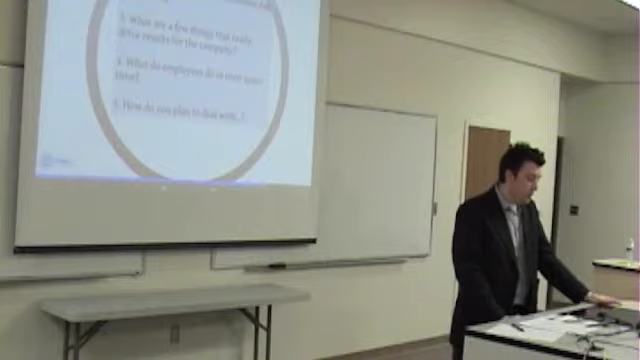 3. What are a few things that really
drive results for the company?
4. What do employees do in their spare
time?
5. How do you plan to deal with...?